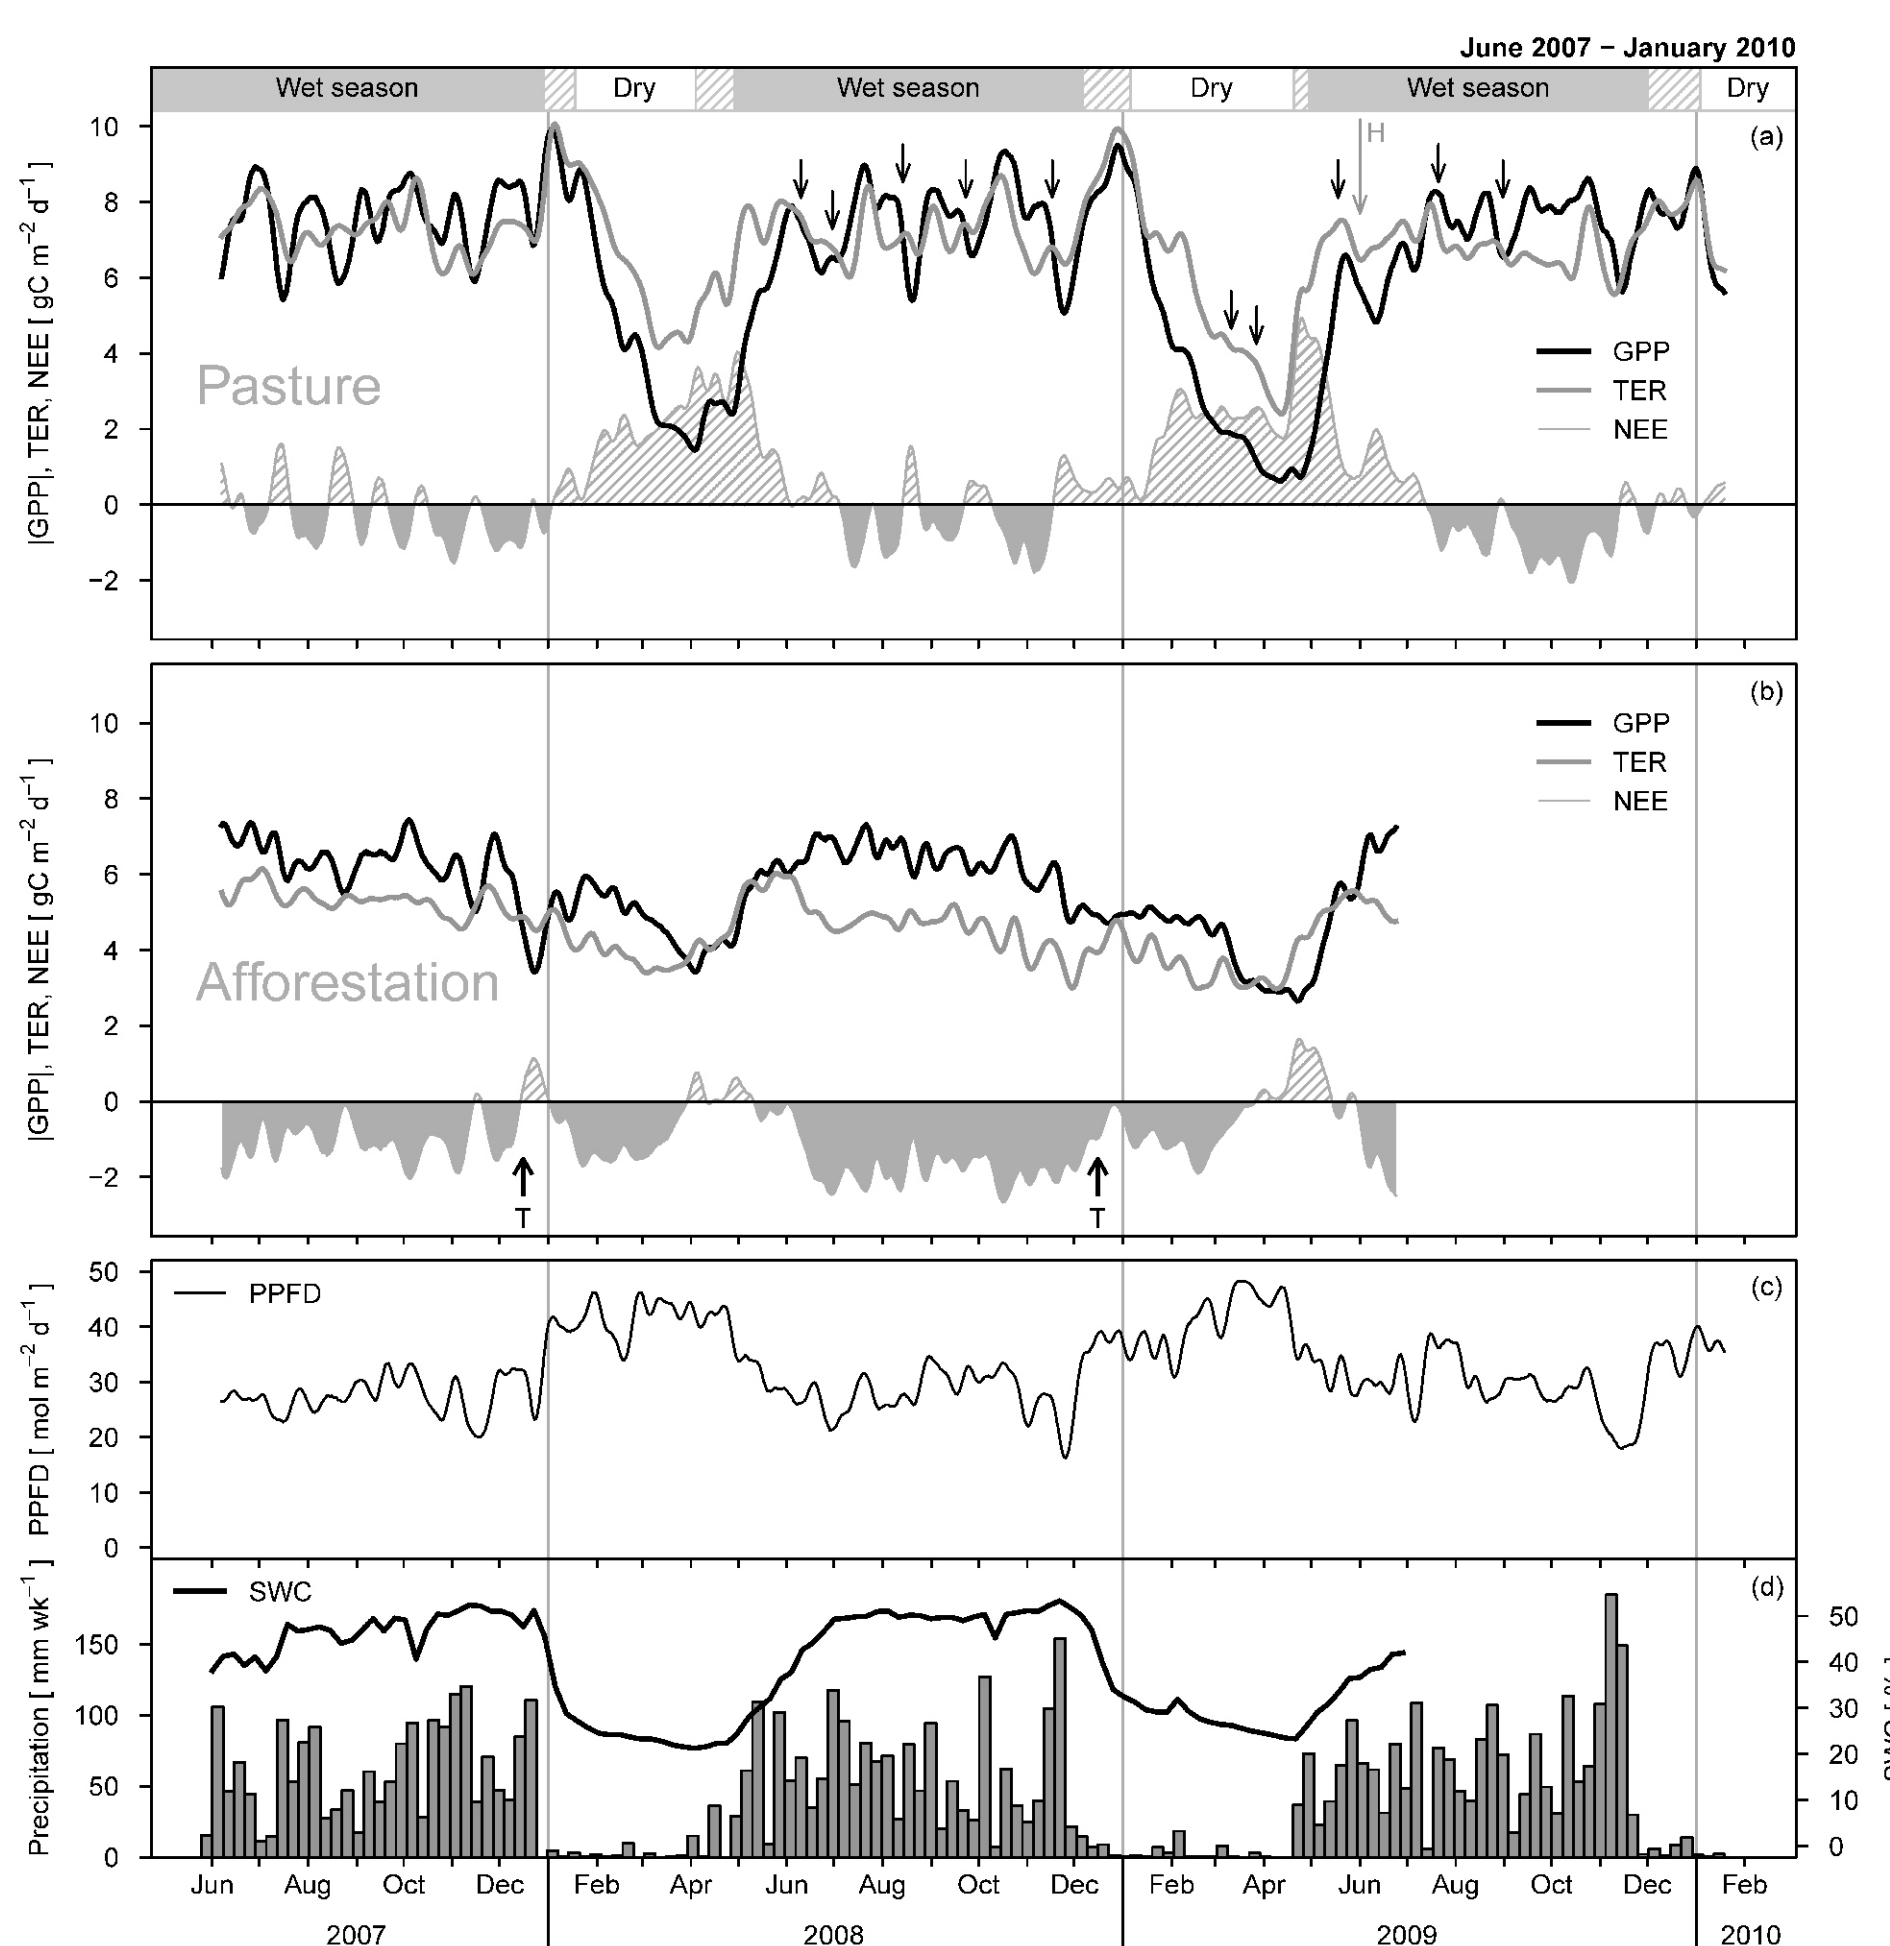 June 2007 − January 2010
Wet season Dry Wet season Dry Wet season Dry
(a)
H
|GPP|, TER, NEE [ gC m−2 d−1 ]
10
8
6
4
2
0
−2
Pasture
GPP
TER
NEE
(b)
|GPP|, TER, NEE [ gC m−2 d−1 ]
10
8
6
4
2
0
−2
Afforestation
GPP
TER
NEE
T T
(c)
PPFD
PPFD [ mol m−2 d−1 ]
50
40
30
20
10
0
(d)
SWC
Precipitation [ mm wk−1 ]
150
100
50
0
50
40
30
20
10
0
Jun Aug Oct Dec Feb Apr Jun Aug Oct Dec Feb Apr Jun Aug Oct Dec Feb
2007 2008 2009 2010